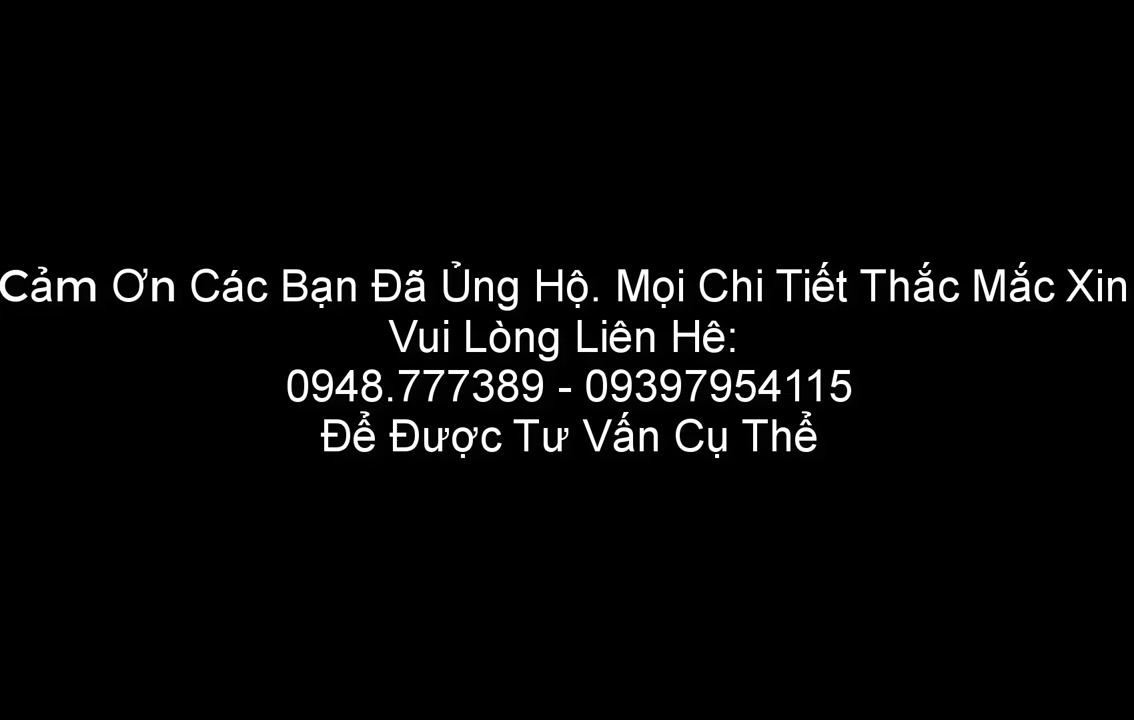 Cảm Ơn Các Bạn Đã Ủng Hộ. Mọi Chi Tiết Thắc Mắc Xin
Vui Lòng Liên Hê:
0948.777389 - 09397954115
Để Được Tư Vấn Cụ Thể